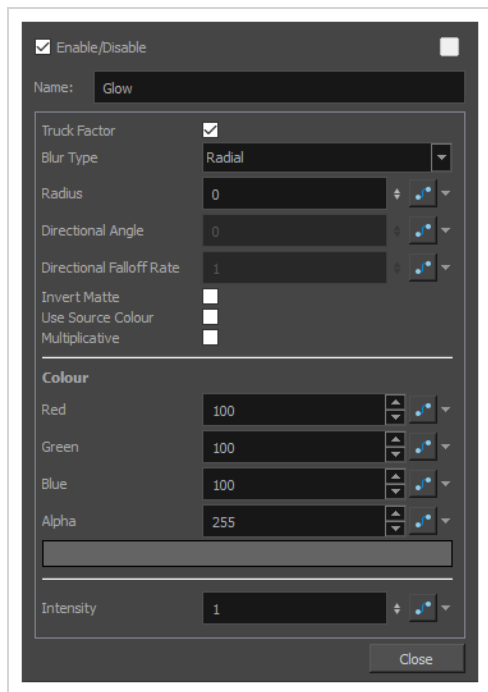 Enable/Disable
Name: Glow
Truck Factor
Blur Type Radial
Radius 0
Directional Angle 0
Directional Falloff Rate 1
Invert Matte
Use Source Colour
Multiplicative
Colour
Red 100
Green 100
Blue 100
Alpha 255
Intensity 1
Close